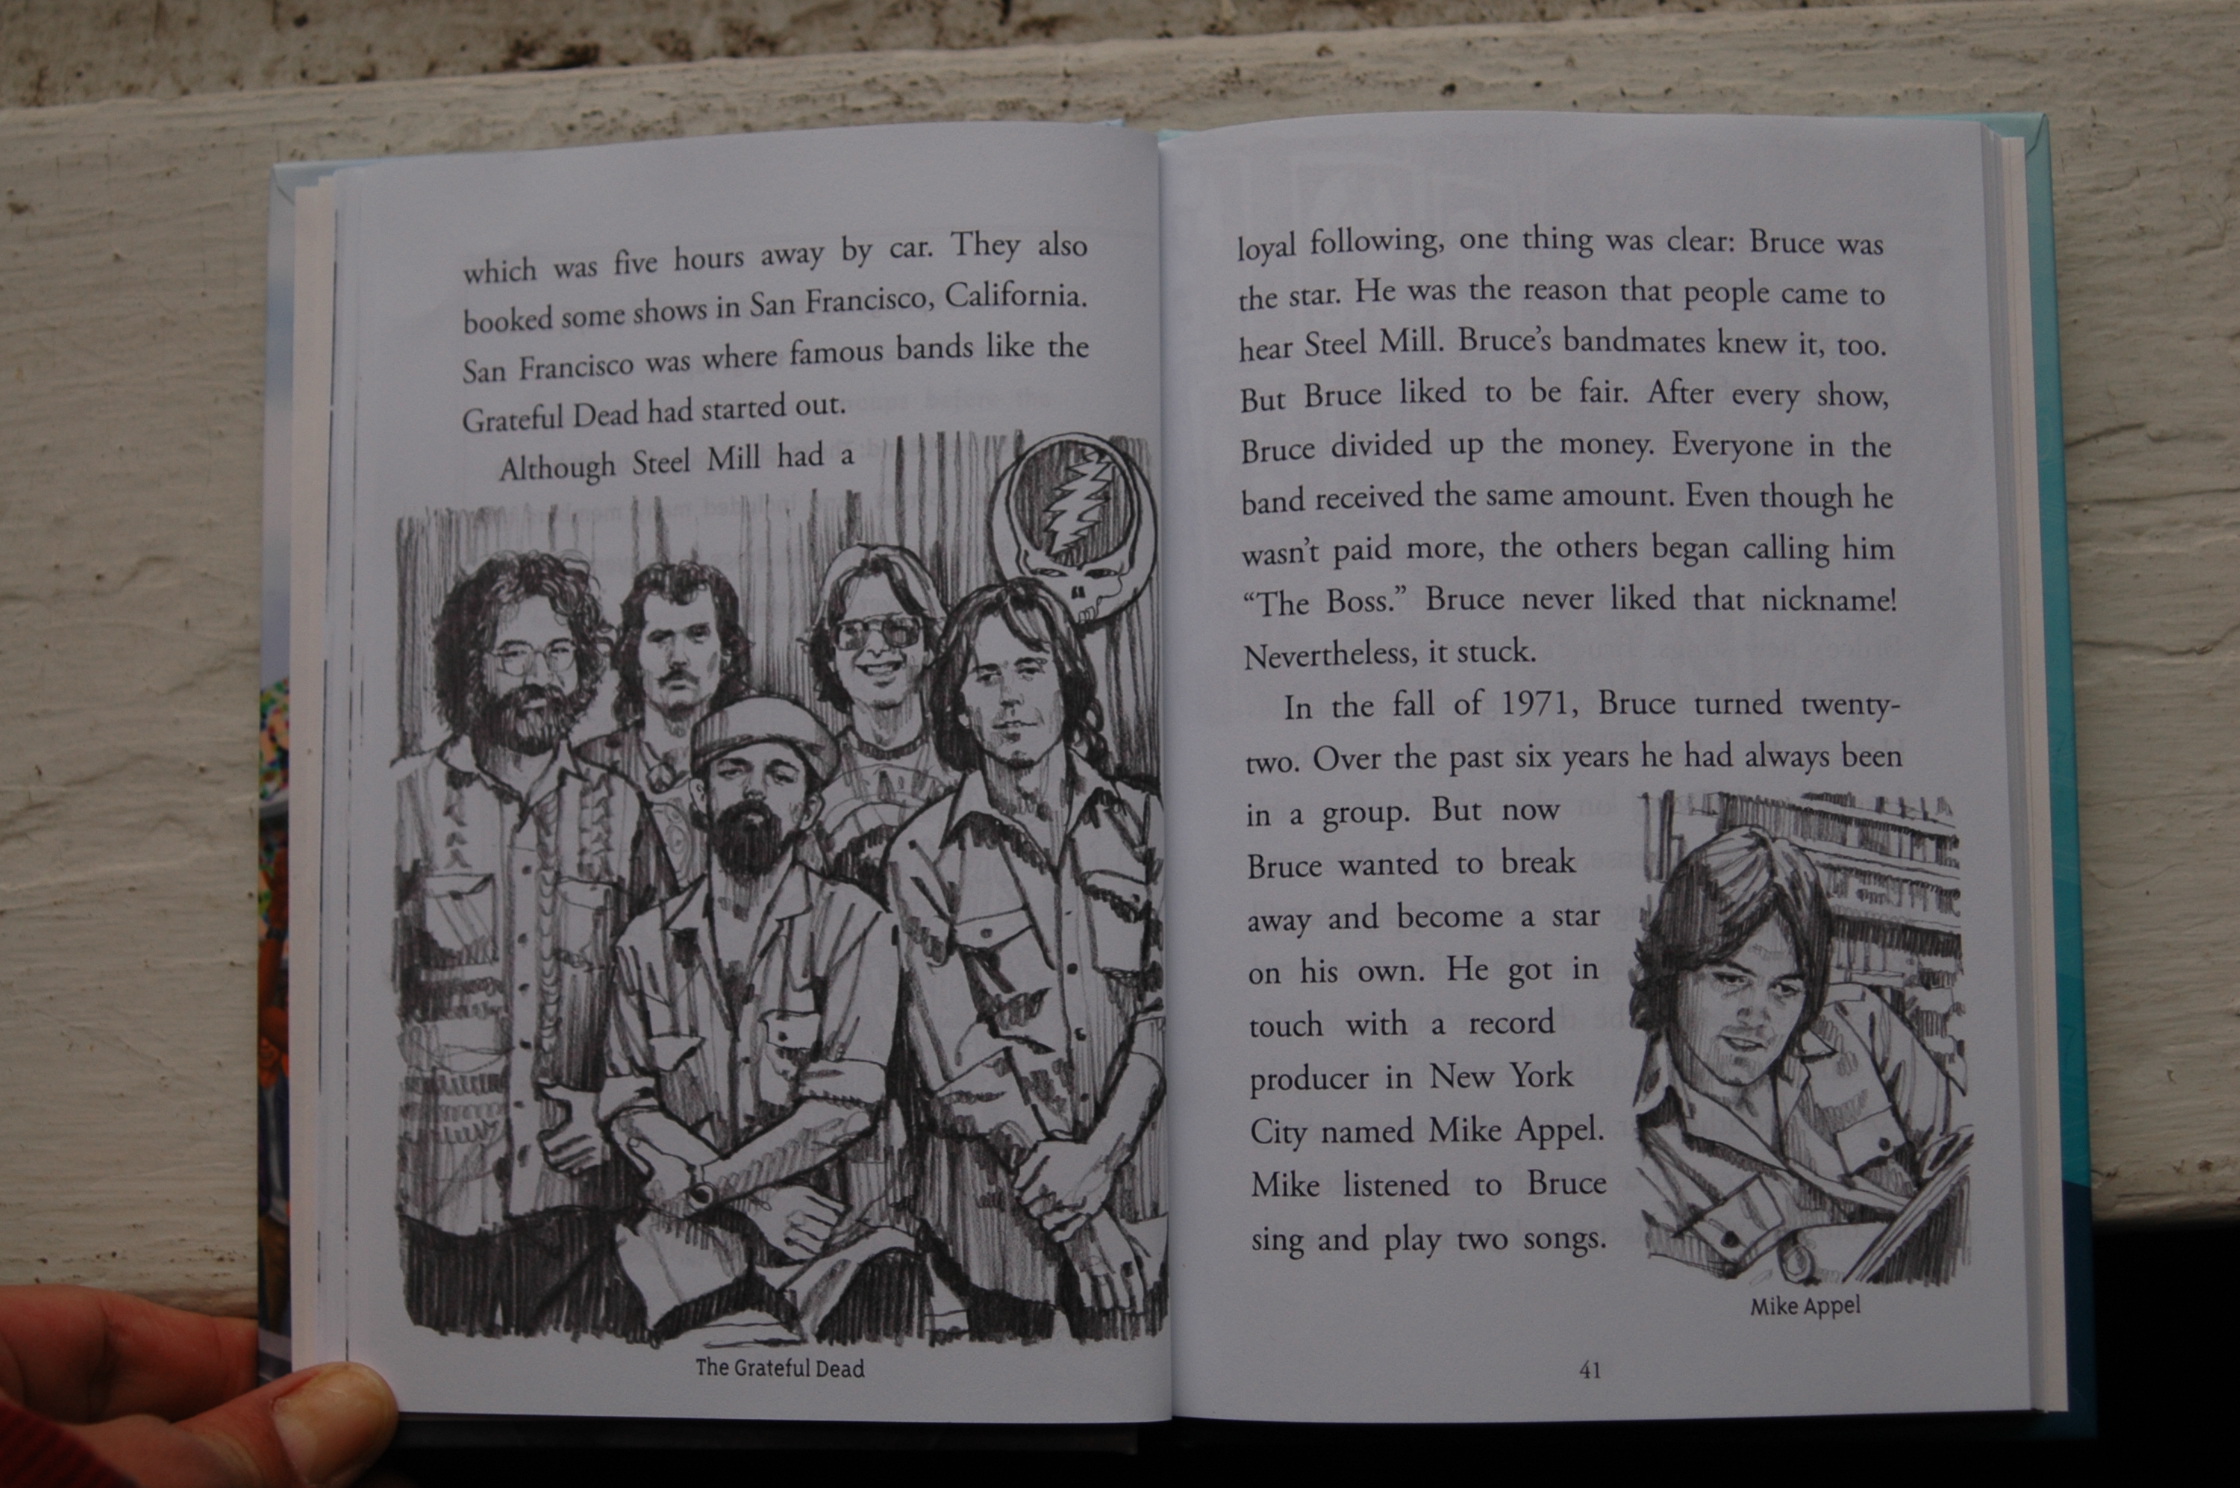 which was five hours away by car. They also
booked some shows in San Francisco, California.
San Francisco was where famous bands like the
Grateful Dead had started out.
Although Steel Mill had a
The Grateful Dead
loyal following, one thing was clear: Bruce was
the star. He was the reason that people came to
hear Steel Mill. Bruce's bandmates knew it, too.
But Bruce liked to be fair. After every show,
Bruce divided up the money. Everyone in the
band received the same amount. Even though he
wasn't paid more, the others began calling him
“The Boss.” Bruce never liked that nickname!
Nevertheless, it stuck.
In the fall of 1971, Bruce turned twenty-
two. Over the past six years he had always been
in a group. But now
Bruce wanted to break
away and become a star
on his own. He got in
touch with a record
producer in New York
City named Mike Appel.
Mike listened to Bruce
sing and play two songs.
Mike Appel
41